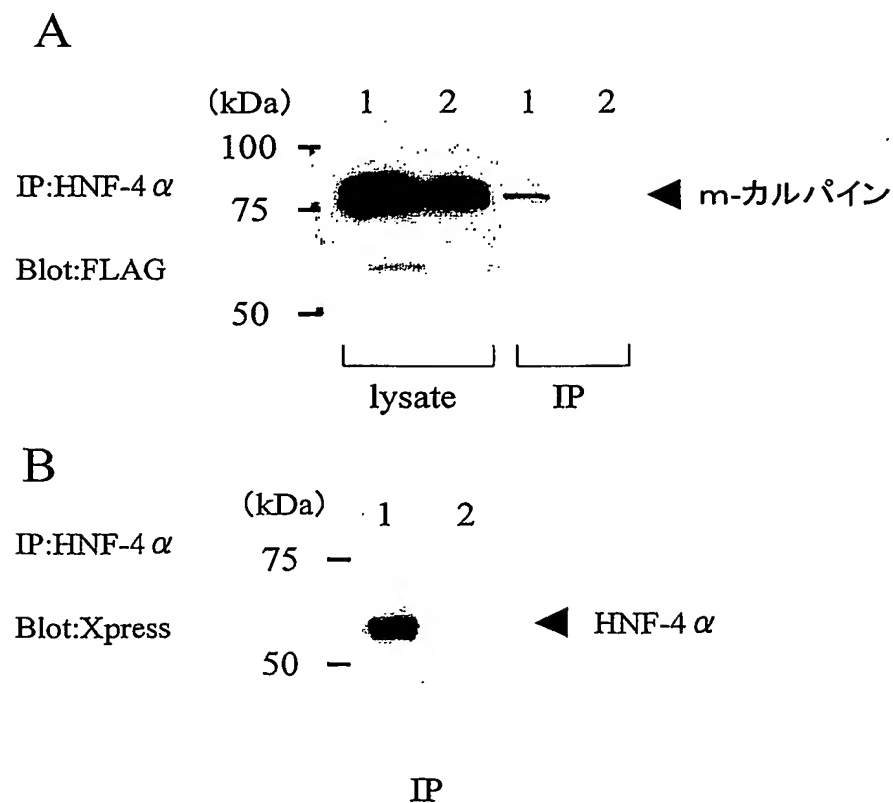 A
(kDa) 1 2 1 2
100
IP:HNF-4α
75
m-カルパイン
Blot:FLAG
50
lysate IP
B
(kDa) 1 2
IP:HNF-4α
75
Blot:Xpress
HNF-4α
50
IP